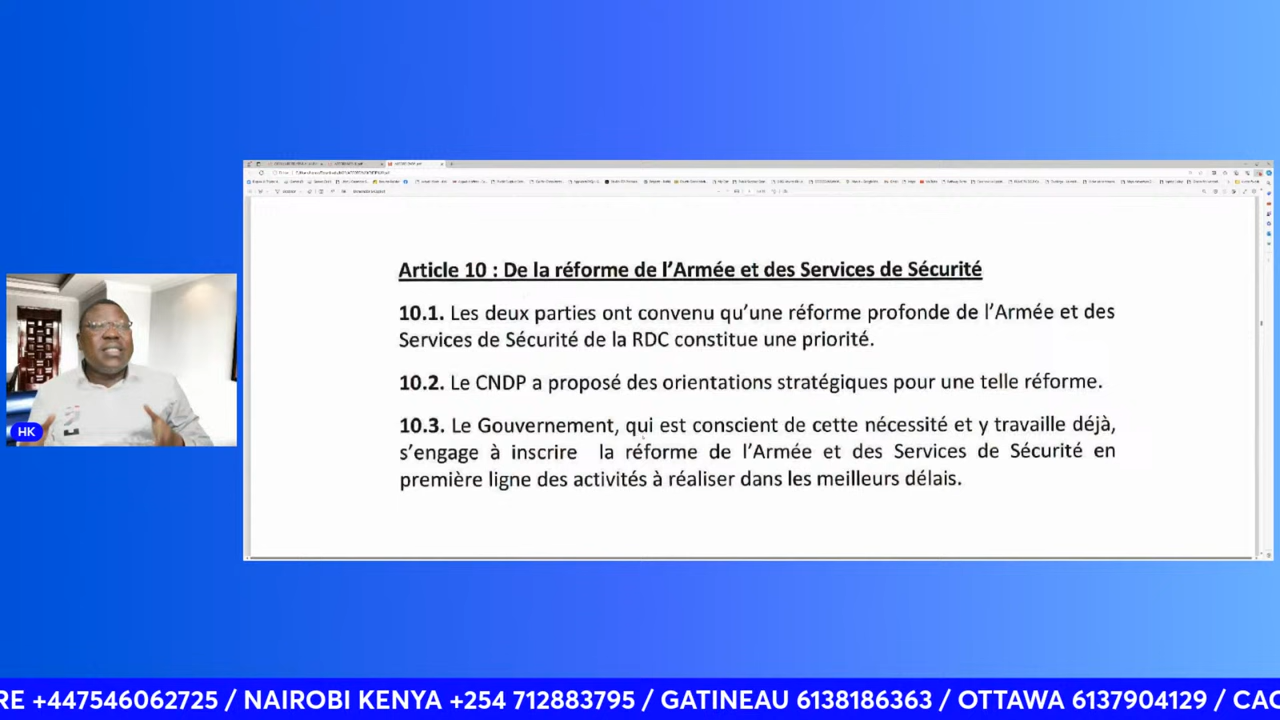 Article 10 : De la réforme de l'Armée et des Services de Sécurité
10.1. Les deux parties ont convenu qu'une réforme profonde de l'Armée et des
Services de Sécurité de la RDC constitue une priorité.
10.2. Le CNDP a proposé des orientations stratégiques pour une telle réforme.
10.3. Le Gouvernement, qui est conscient de cette nécessité et y travaille déjà,
s'engage à inscrire la réforme de l'Armée et des Services de Sécurité en
première ligne des activités à réaliser dans les meilleurs délais.
HK
RE +447546062725 / NAIROBI KENYA +254 712883795 / GATINEAU 6138186363 / OTTAWA 6137904129 / CAO